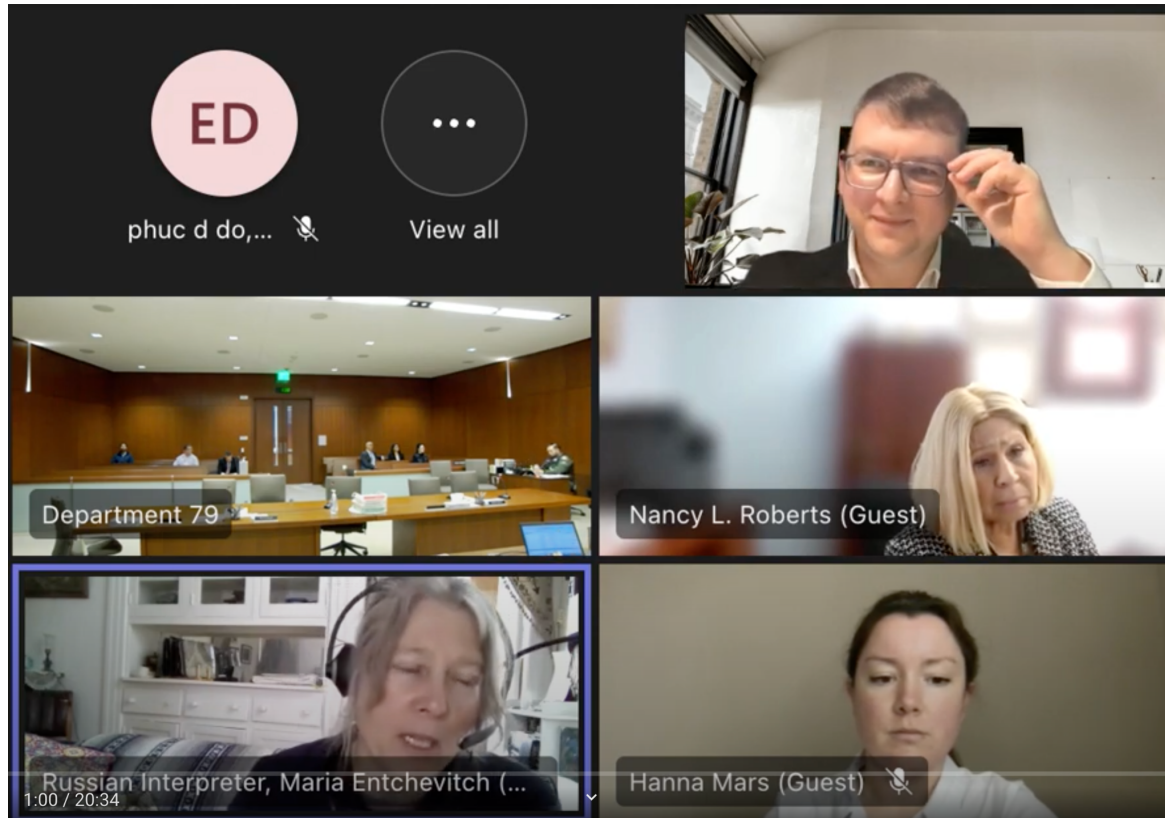 ED
phuc d do,...
View all
Department 79
Nancy L. Roberts (Guest)
Russian Interpreter, Maria Entchevitch (...
Hanna Mars (Guest)
1:00 / 20:34